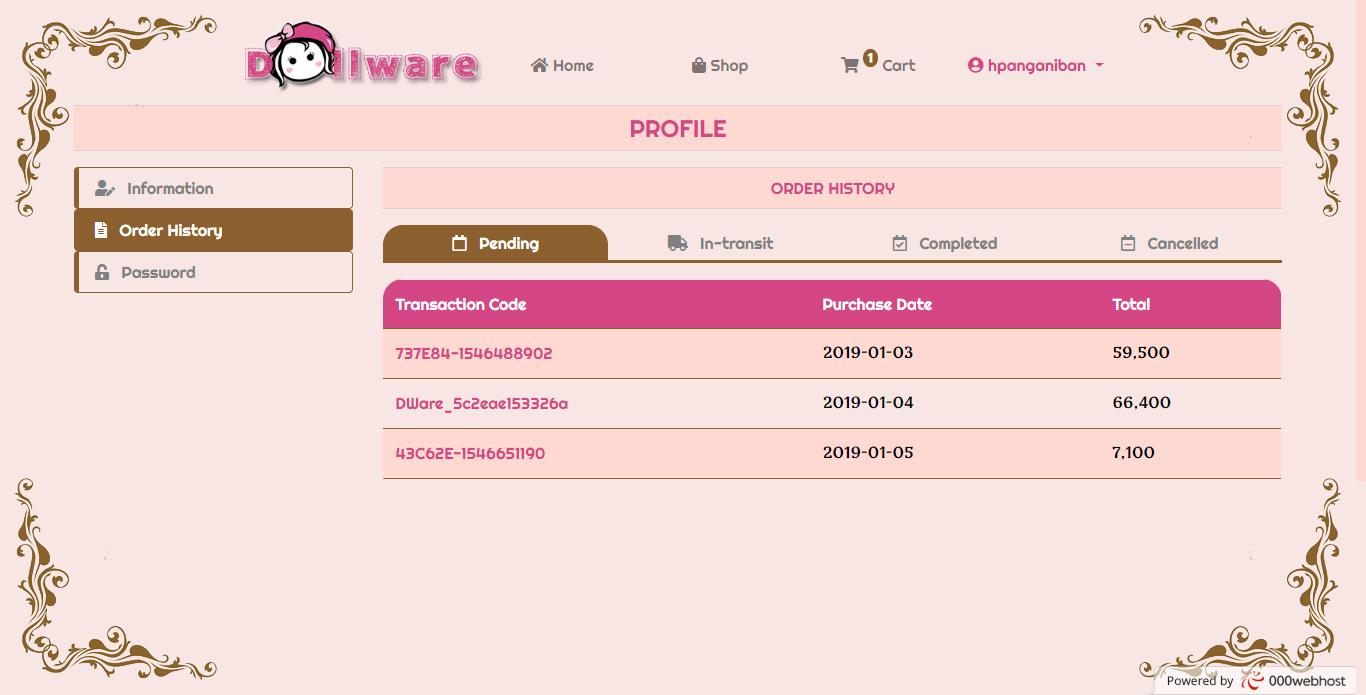 Dollware
Home
Shop
1
Cart
hpanganiban
PROFILE
Information
Order History
Password
ORDER HISTORY
Pending
In-transit
Completed
Cancelled
Transaction Code Purchase Date Total
737E84-1546488902 2019-01-03 59,500
DWare_5c2eae153326a 2019-01-04 66,400
43C62E-1546651190 2019-01-05 7,100
Powered by 000webhost